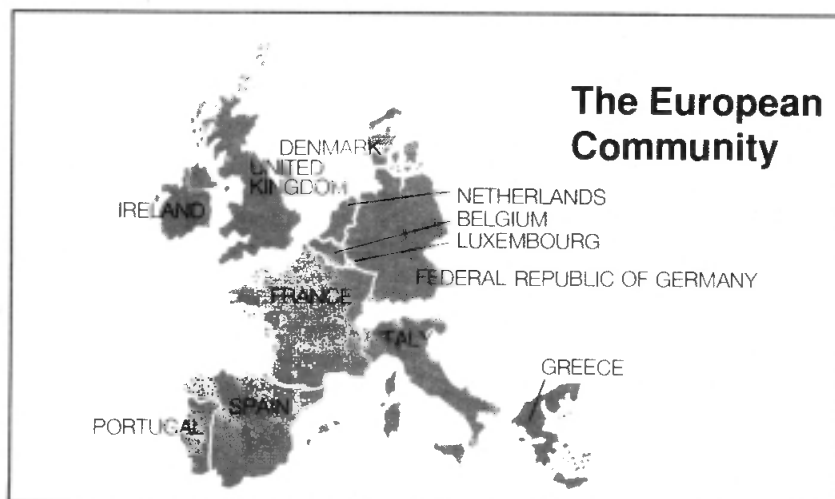 The European
Community
DENMARK
UNITED
KINGDOM
IRELAND
NETHERLANDS
BELGIUM
LUXEMBOURG
FEDERAL REPUBLIC OF GERMANY
FRANCE
ITALY
GREECE
SPAIN
PORTUGAL